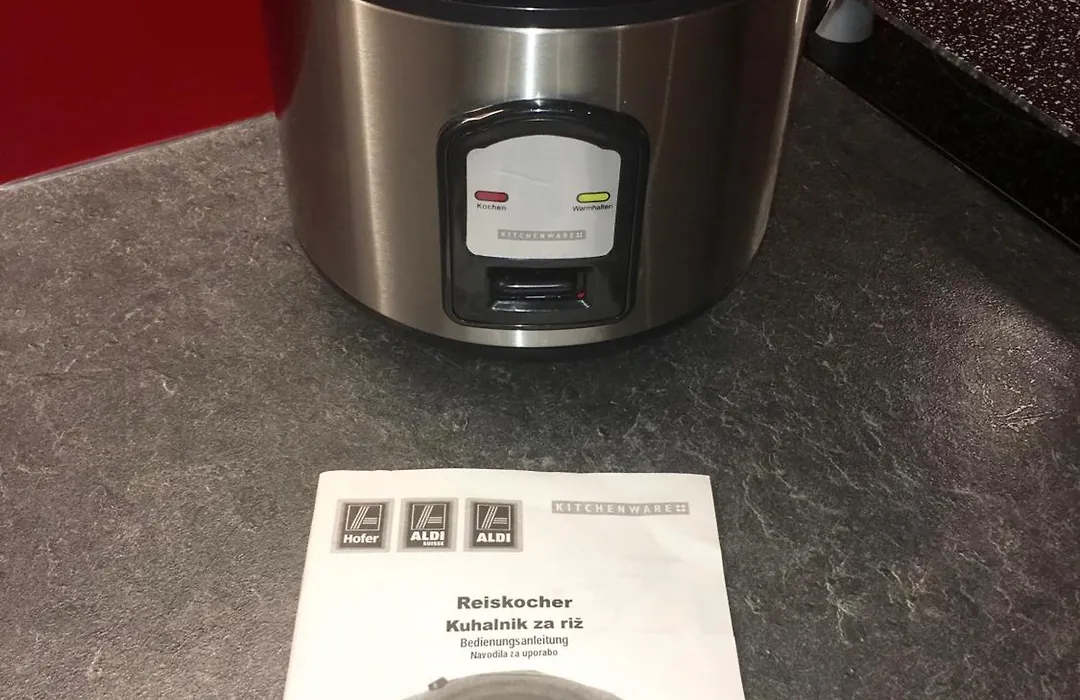 Kochen
Warmhalten
KITCHENWARE
Hofer
ALDI
SUISSE
ALDI
KITCHENWARE
Reiskocher
Kuhalnik za riž
Bedienungsanleitung
Navodila za uporabo